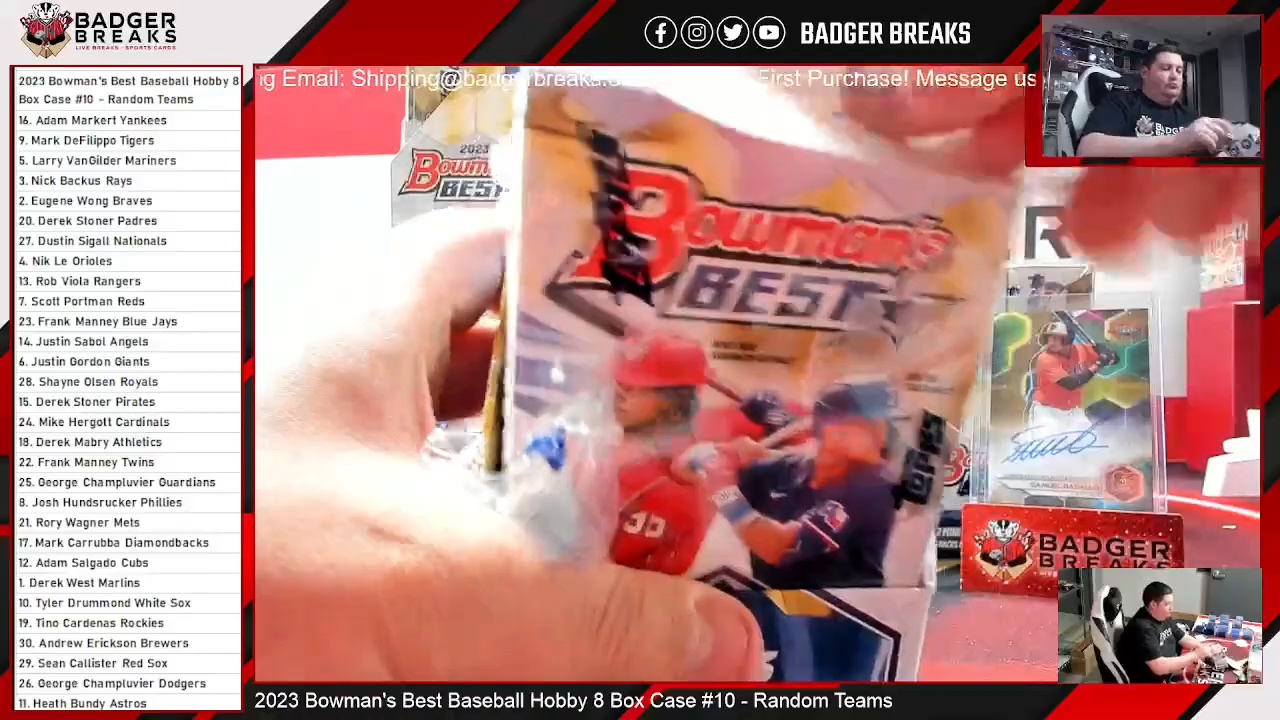 BADGER
BREAKS
LIVE BREAKS - SPORTS CARDS
BADGER BREAKS
2023 Bowman's Best Baseball Hobby 8
Box Case #10 - Random Teams
16. Adam Markert Yankees
9. Mark DeFilippo Tigers
5. Larry VanGilder Mariners
3. Nick Backus Rays
2. Eugene Wong Braves
20. Derek Stoner Padres
27. Dustin Sigall Nationals
4. Nik Le Orioles
13. Rob Viola Rangers
7. Scott Portman Reds
23. Frank Manney Blue Jays
14. Justin Sabol Angels
6. Justin Gordon Giants
28. Shayne Olsen Royals
15. Derek Stoner Pirates
24. Mike Hergott Cardinals
18. Derek Mabry Athletics
22. Frank Manney Twins
25. George Champluvier Guardians
8. Josh Hundsrucker Phillies
21. Rory Wagner Mets
17. Mark Carrubba Diamondbacks
12. Adam Salgado Cubs
1. Derek West Marlins
10. Tyler Drummond White Sox
19. Tino Cardenas Rockies
30. Andrew Erickson Brewers
29. Sean Callister Red Sox
26. George Champluvier Dodgers
11. Heath Bundy Astros
ng Email: Shipping@badgerbreaks. First Purchase! Message us
2023
Bowm
BEST
Bowman's
BEST
33
R
BADGER
BREAKS
2023 Bowman's Best Baseball Hobby 8 Box Case #10 - Random Teams